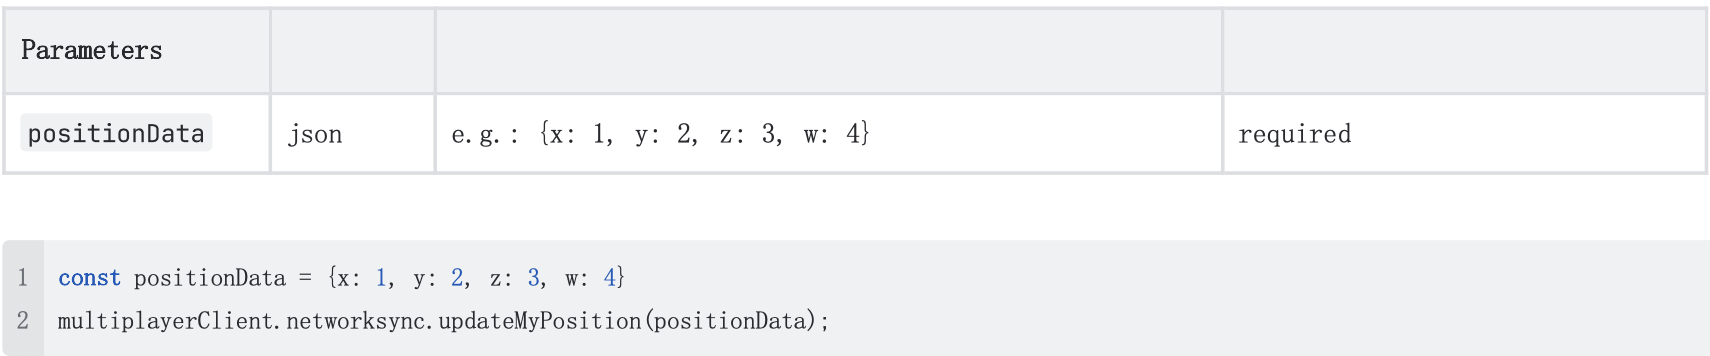 Parameters
positionData json e.g.: {x: 1, y: 2, z: 3, w: 4} required
1 const positionData = {x: 1, y: 2, z: 3, w: 4}
2 multiplayerClient.networksync.updateMyPosition(positionData);